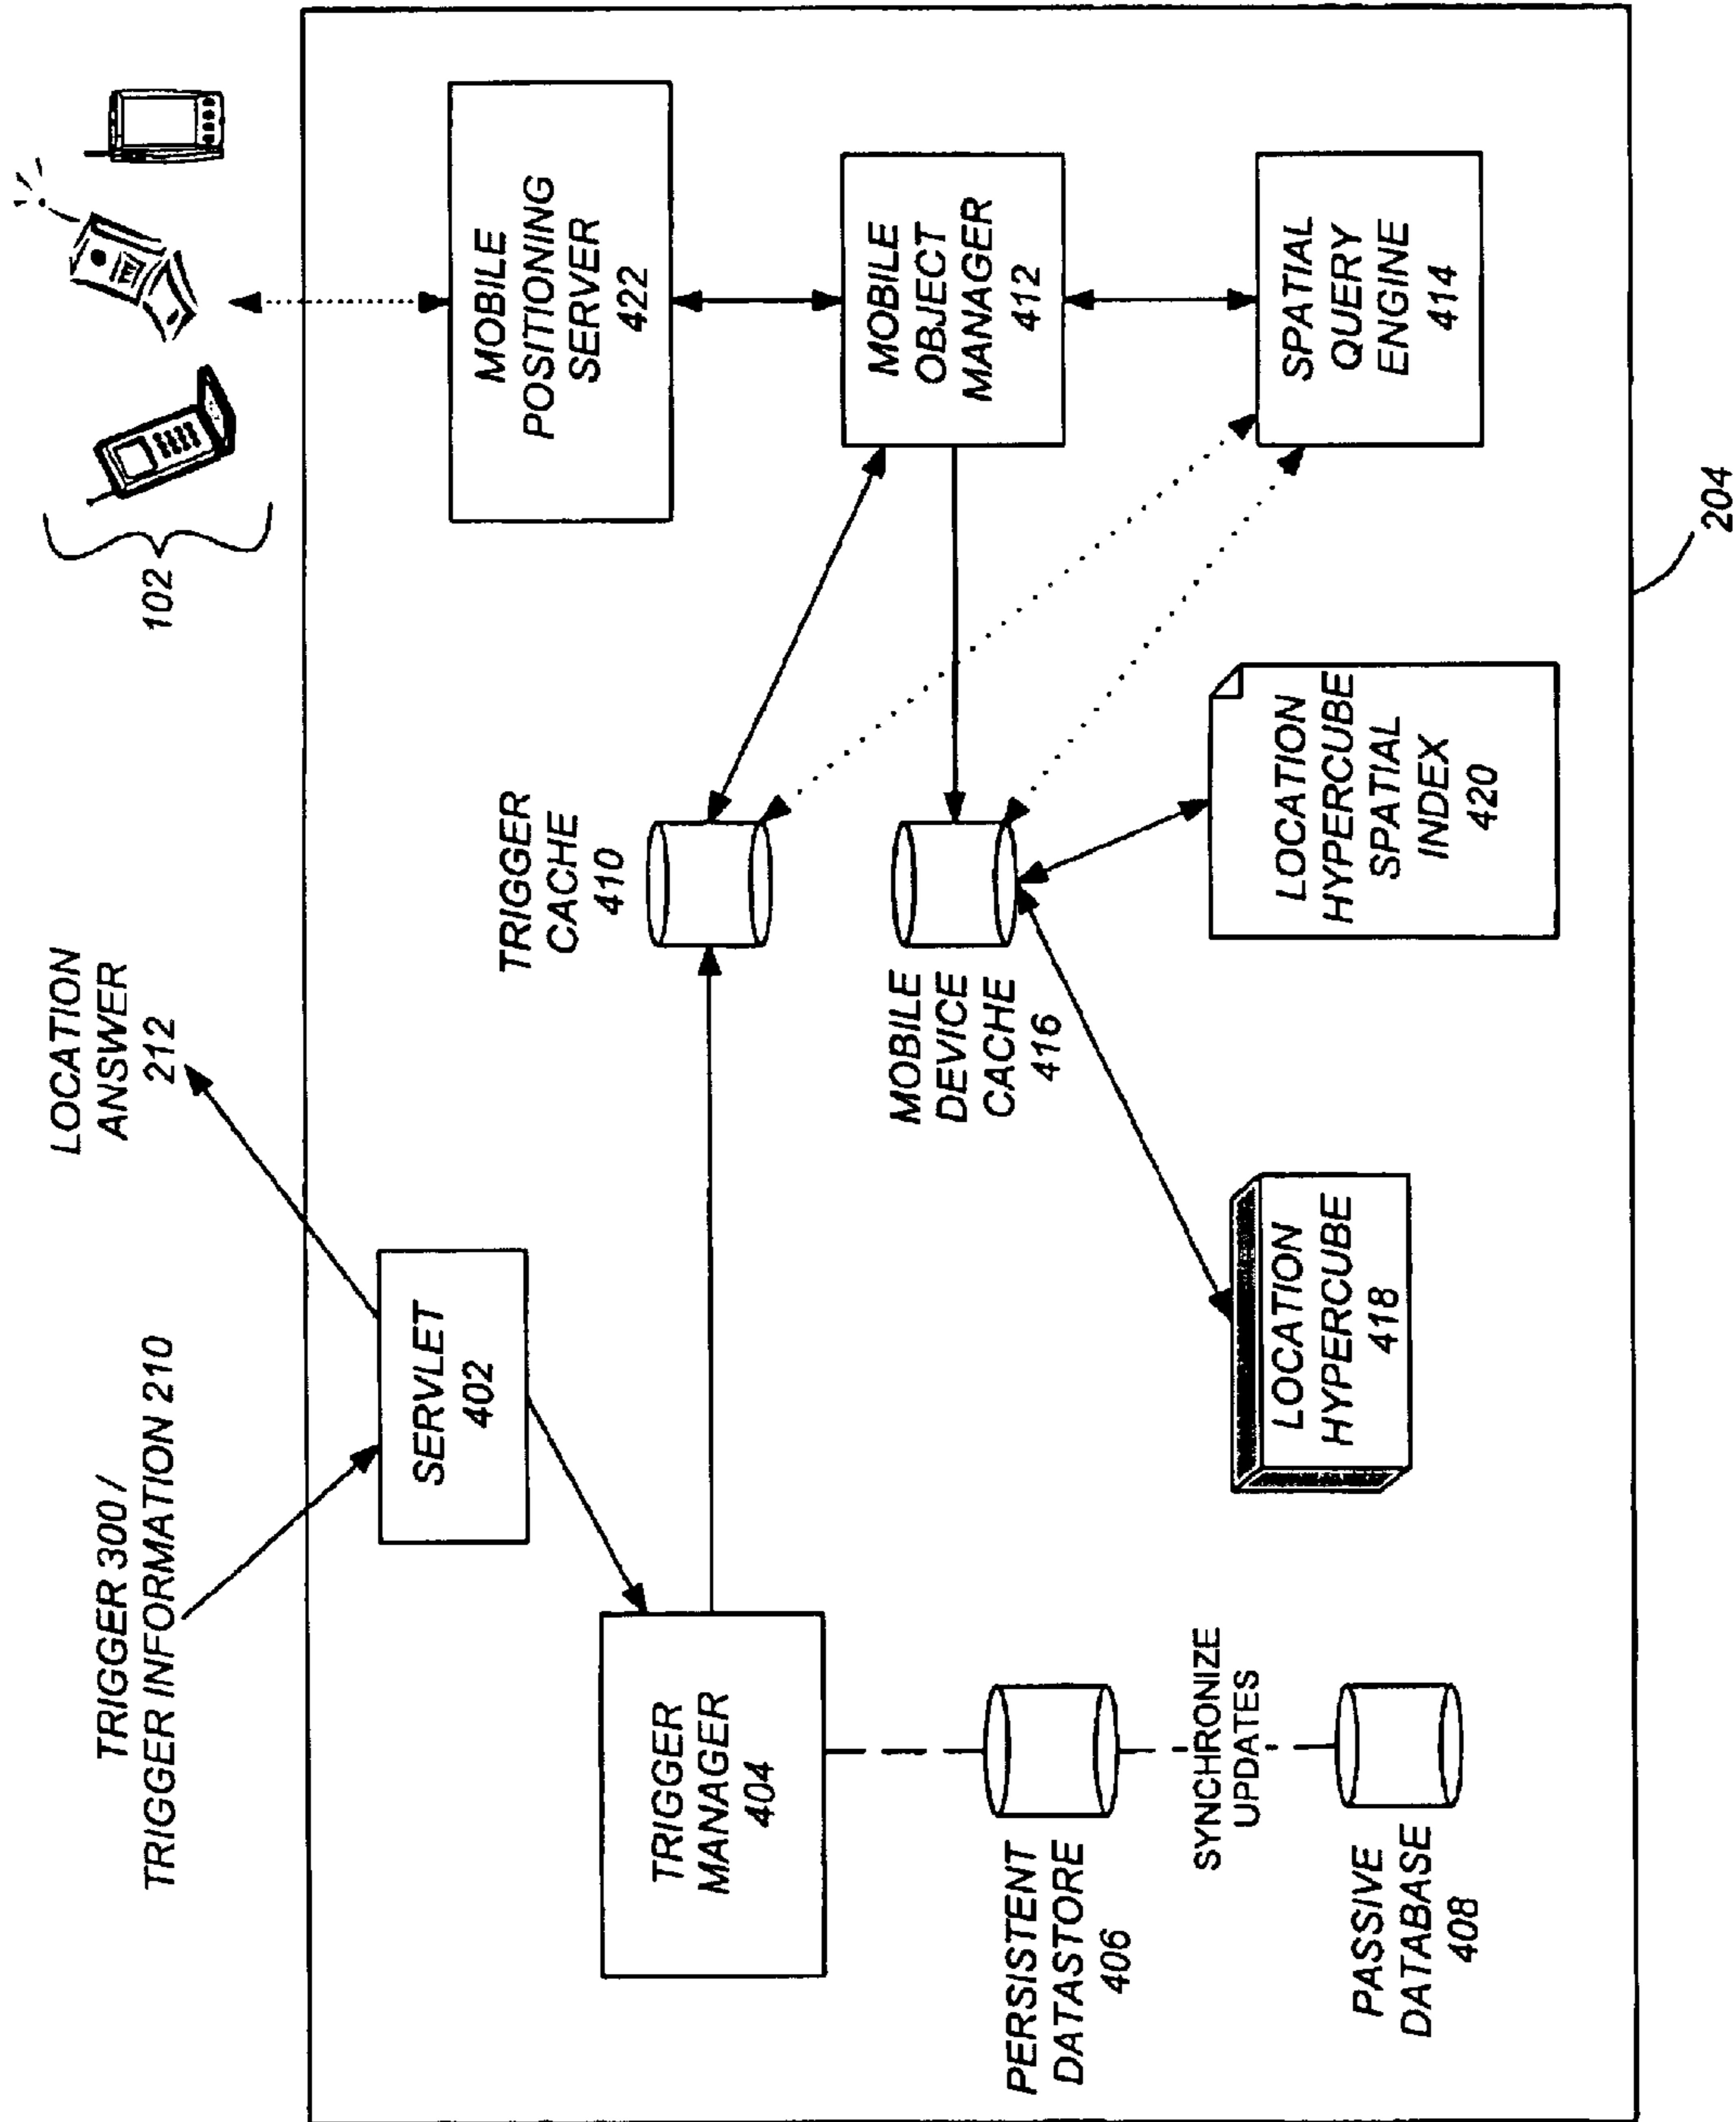 TRIGGER 300 /
TRIGGER INFORMATION 210
LOCATION
ANSWER
212
102
SERVLET
402
TRIGGER
MANAGER
404
TRIGGER
CACHE
410
MOBILE
POSITIONING
SERVER
422
PERSISTENT
DATASTORE
406
MOBILE
DEVICE
CACHE
416
MOBILE
OBJECT
MANAGER
412
SYNCHRONIZE
UPDATES
PASSIVE
DATABASE
408
LOCATION
HYPERCUBE
418
LOCATION
HYPERCUBE
SPATIAL
INDEX
420
SPATIAL
QUERY
ENGINE
414
204